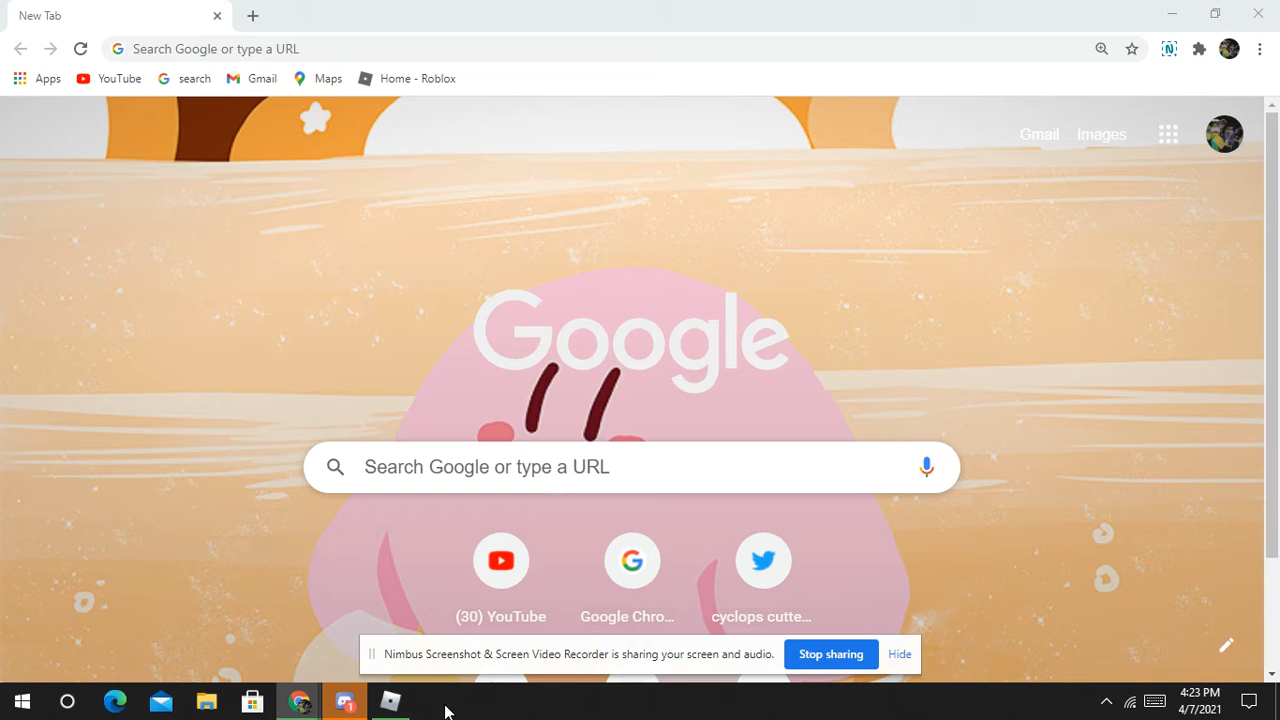 New Tab
Search Google or type a URL
Apps YouTube search Gmail Maps Home - Roblox
Gmail Images
Google
Search Google or type a URL
(30) YouTube Google Chro... cyclops cutte...
Nimbus Screenshot & Screen Video Recorder is sharing your screen and audio. Stop sharing Hide
1
4:23 PM
4/7/2021